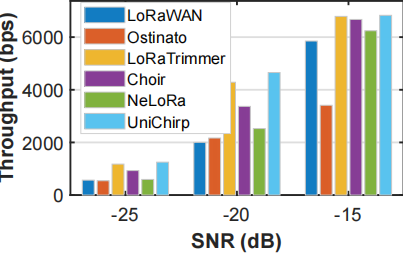 Throughput (bps)
6000
4000
2000
0
LoRaWAN
Ostinato
LoRaTrimmer
Choir
NeLoRa
UniChirp
-25
-20
-15
SNR (dB)